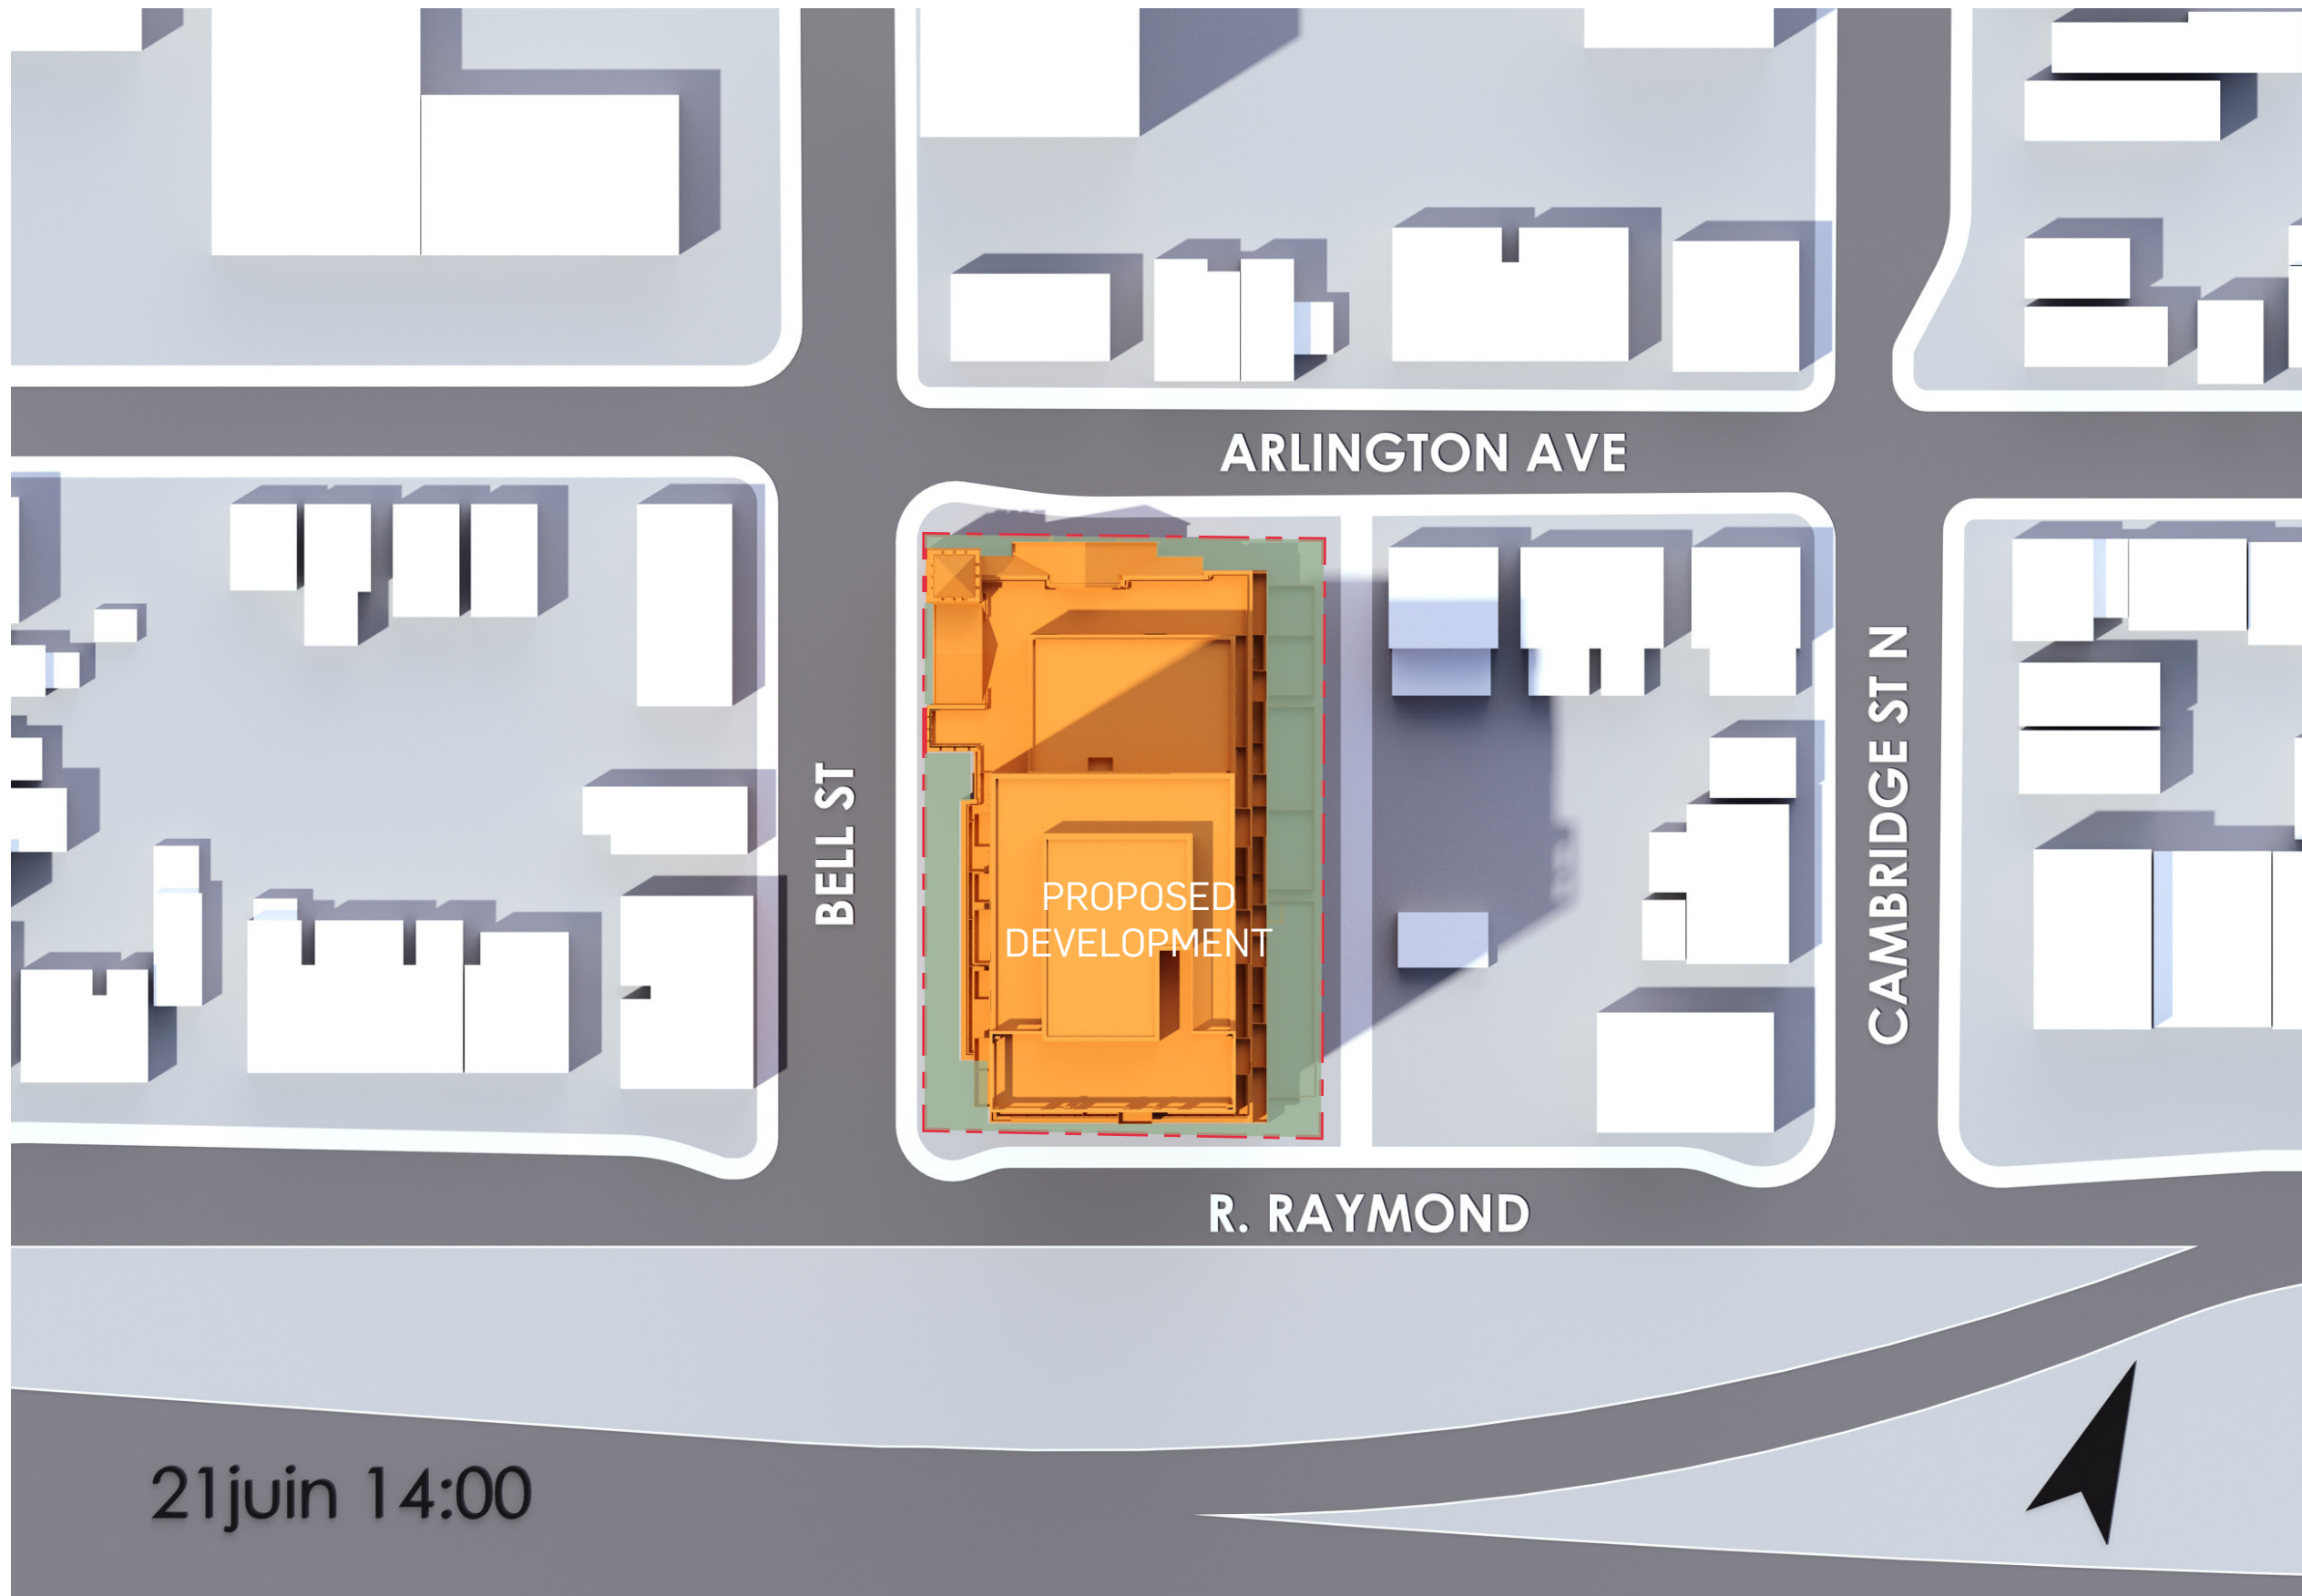 ARLINGTON AVE
BELL ST
CAMBRIDGE ST N
PROPOSED
DEVELOPMENT
R. RAYMOND
21juin 14:00